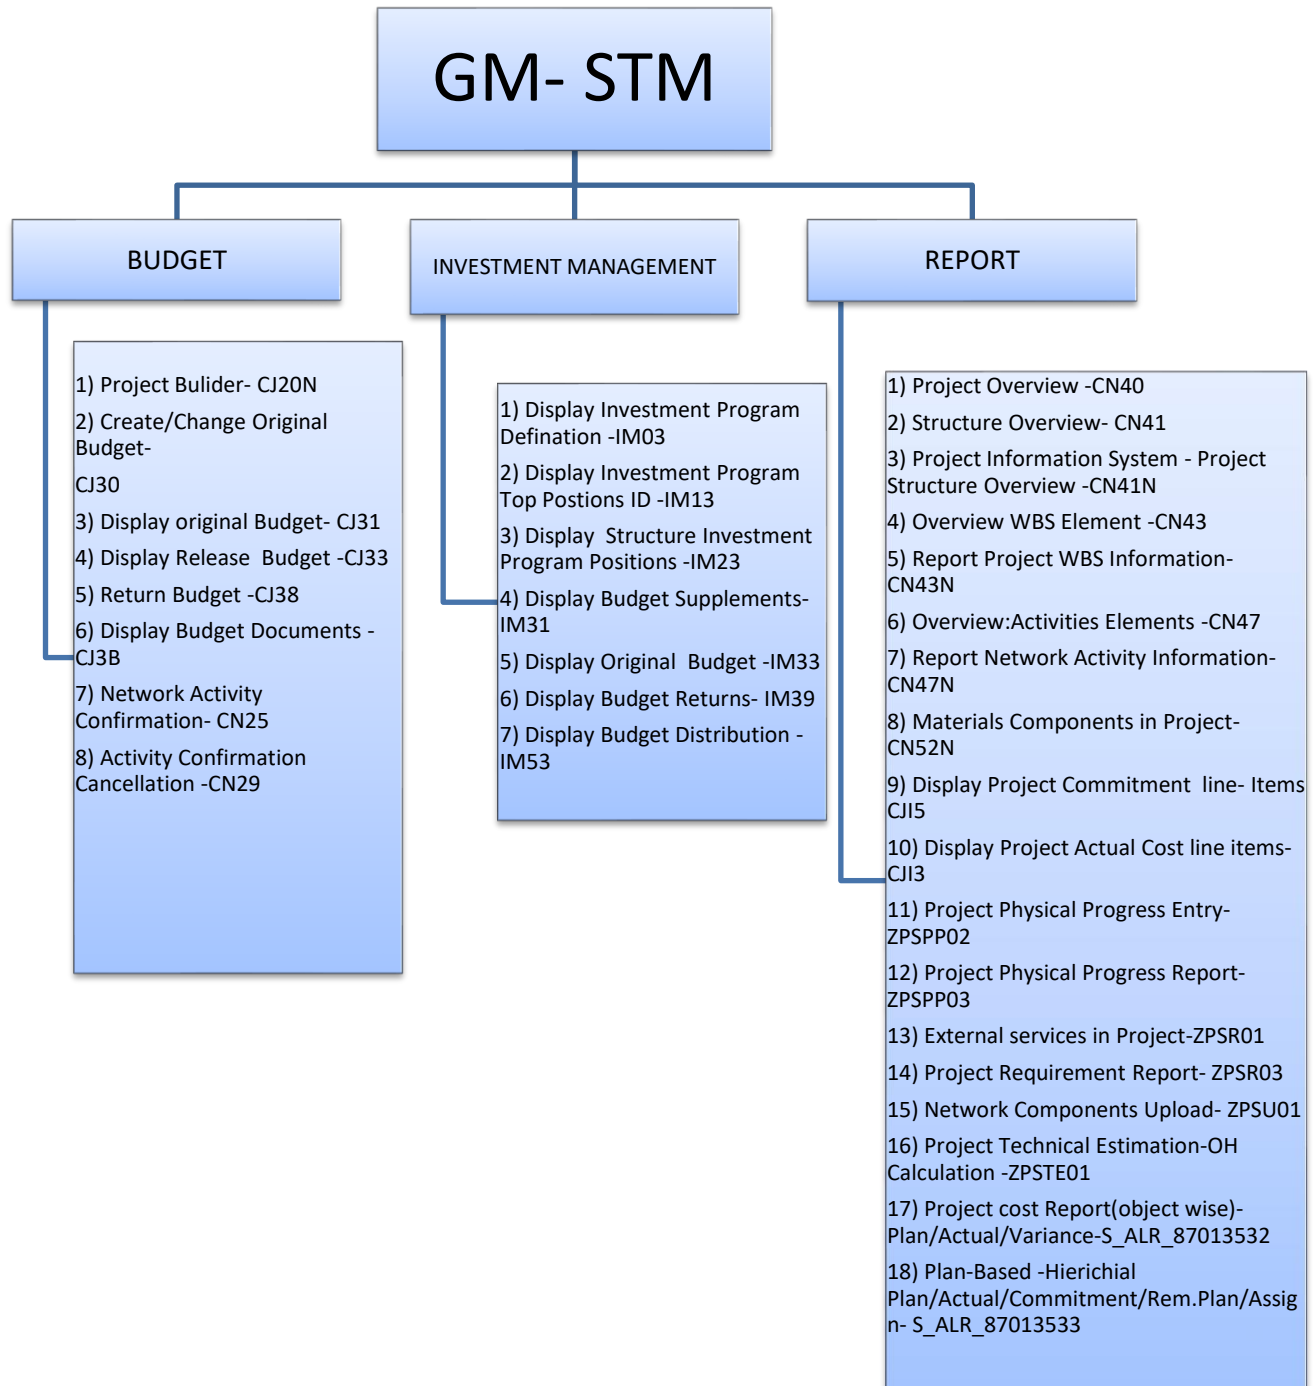 GM- STM
BUDGET
INVESTMENT MANAGEMENT
REPORT
1) Project Bulider- CJ20N
2) Create/Change Original
Budget-
CJ30
3) Display original Budget- CJ31
4) Display Release  Budget -CJ33
5) Return Budget -CJ38
6) Display Budget Documents -
CJ3B
7) Network Activity
Confirmation- CN25
8) Activity Confirmation
Cancellation -CN29
1) Display Investment Program
Defination -IM03
2) Display Investment Program
Top Postions ID -IM13
3) Display  Structure Investment
Program Positions -IM23
4) Display Budget Supplements-
IM31
5) Display Original  Budget -IM33
6) Display Budget Returns- IM39
7) Display Budget Distribution -
IM53
1) Project Overview -CN40
2) Structure Overview- CN41
3) Project Information System - Project
Structure Overview -CN41N
4) Overview WBS Element -CN43
5) Report Project WBS Information-
CN43N
6) Overview:Activities Elements -CN47
7) Report Network Activity Information-
CN47N
8) Materials Components in Project-
CN52N
9) Display Project Commitment  line- Items
CJI5
10) Display Project Actual Cost line items-
CJI3
11) Project Physical Progress Entry-
ZPSPP02
12) Project Physical Progress Report-
ZPSPP03
13) External services in Project-ZPSR01
14) Project Requirement Report- ZPSR03
15) Network Components Upload- ZPSU01
16) Project Technical Estimation-OH
Calculation -ZPSTE01
17) Project cost Report(object wise)-
Plan/Actual/Variance-S_ALR_87013532
18) Plan-Based -Hierichial
Plan/Actual/Commitment/Rem.Plan/Assig
n- S_ALR_87013533